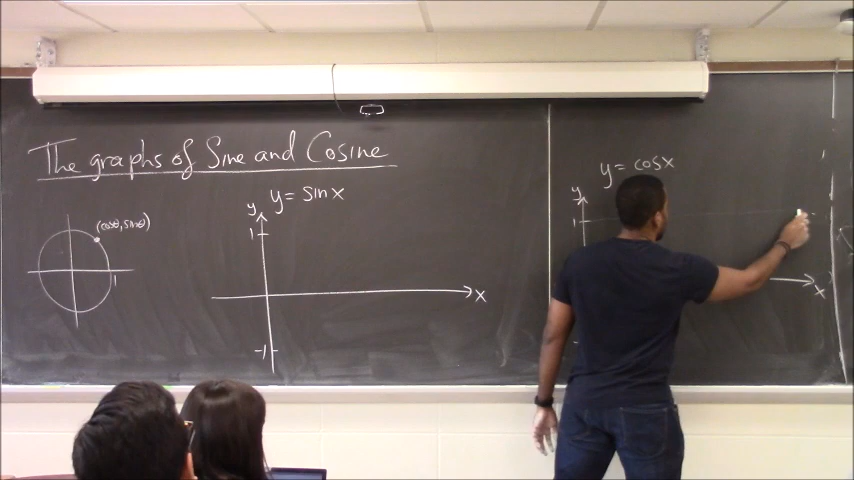 The graphs of Sine and Cosine
(cosθ, sinθ)
1
y = sin x
y
1
x
-1
y = cos x
y
1
x